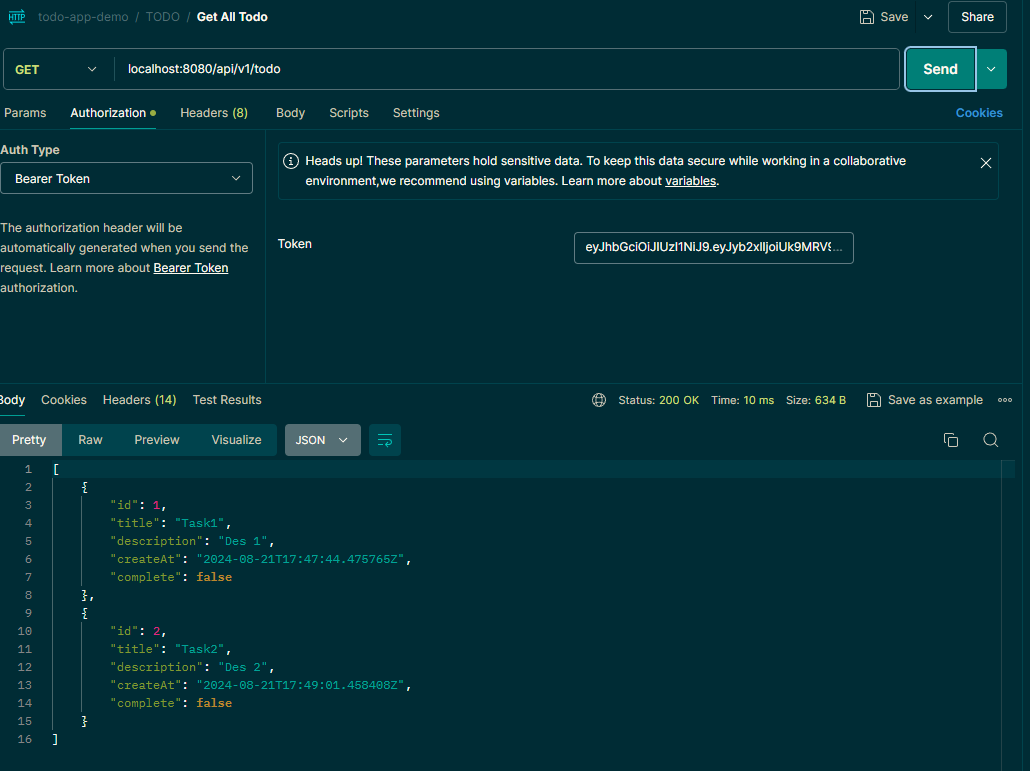 HTTP todo-app-demo / TODO / Get All Todo Save Share
GET localhost:8080/api/v1/todo Send
Params Authorization Headers (8) Body Scripts Settings Cookies
Auth Type
Bearer Token
Heads up! These parameters hold sensitive data. To keep this data secure while working in a collaborative
environment,we recommend using variables. Learn more about variables.
The authorization header will be
automatically generated when you send the
request. Learn more about Bearer Token
authorization.
Token eyJhbGciOiJIUzI1NiJ9.eyJyb2xlIjoiUk9MRV9...
Body Cookies Headers (14) Test Results Status: 200 OK Time: 10 ms Size: 634 B Save as example
Pretty Raw Preview Visualize JSON
1 [
2 {
3 "id": 1,
4 "title": "Task1",
5 "description": "Des 1",
6 "createAt": "2024-08-21T17:47:44.475765Z",
7 "complete": false
8 },
9 {
10 "id": 2,
11 "title": "Task2",
12 "description": "Des 2",
13 "createAt": "2024-08-21T17:49:01.458408Z",
14 "complete": false
15 }
16 ]